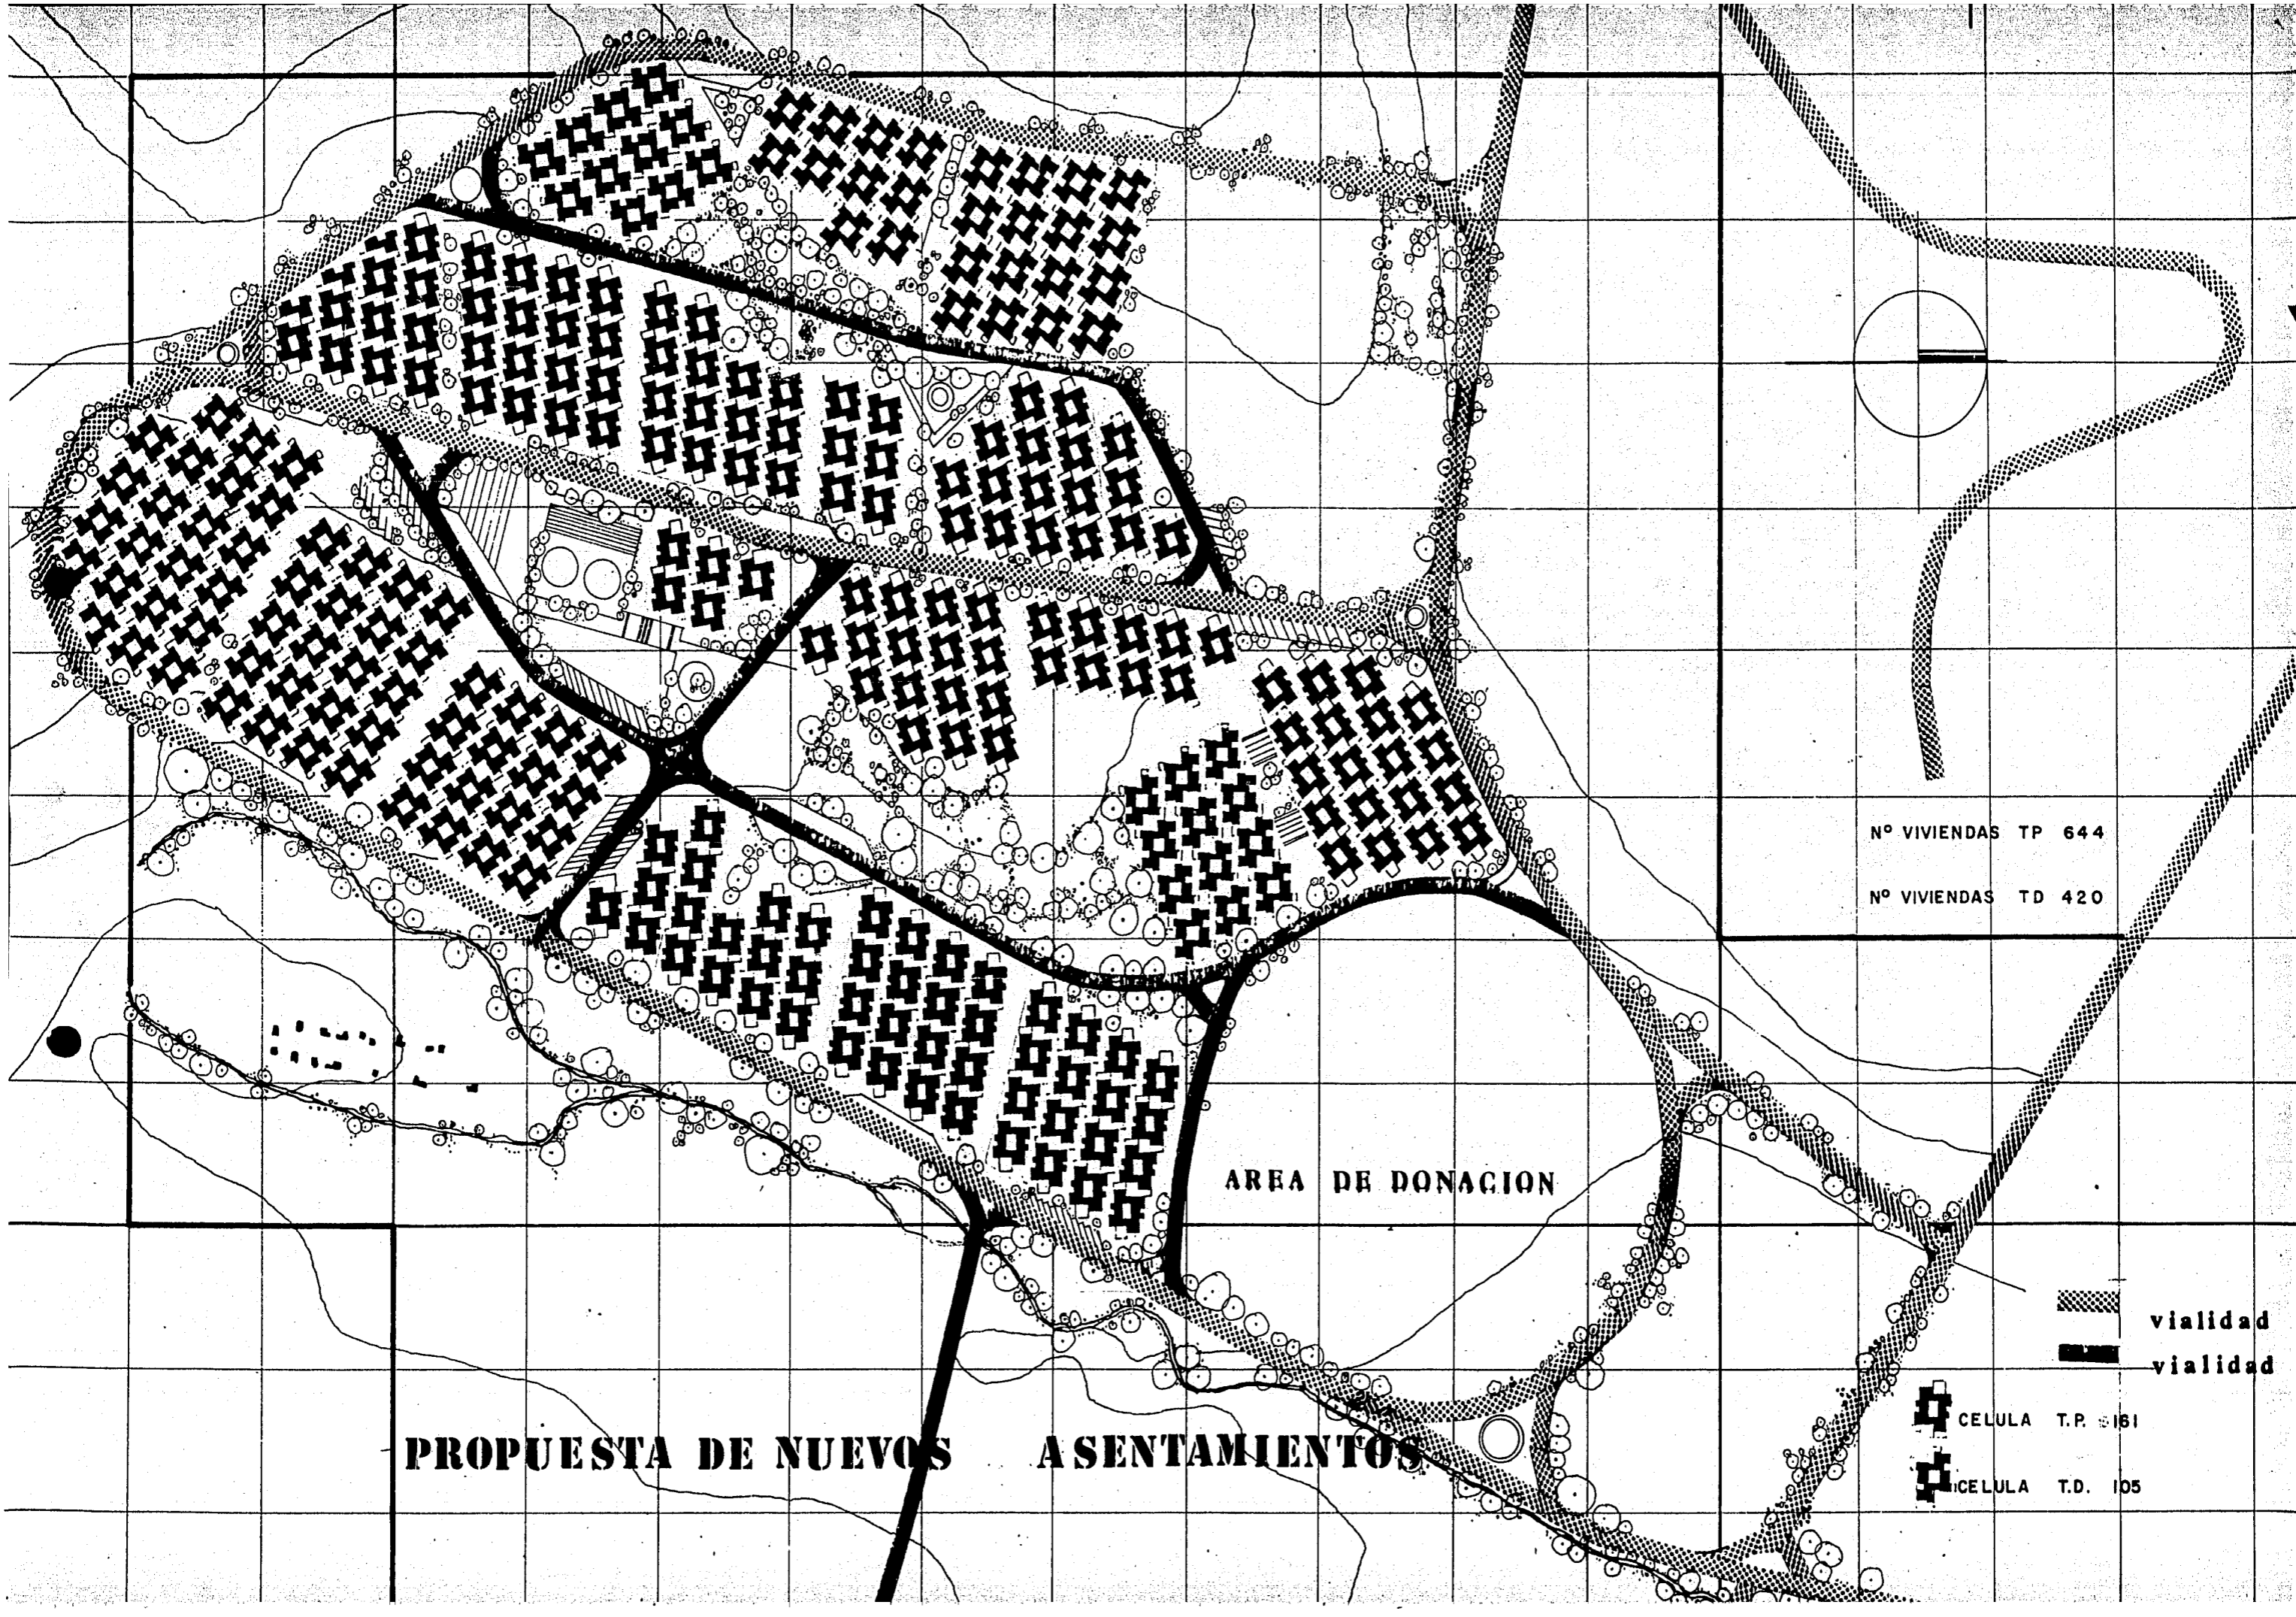 Nº VIVIENDAS TP 644
Nº VIVIENDAS TD 420
AREA DE DONACION
vialidad
vialidad
CELULA T.P. 161
CELULA T.D. 105
PROPUESTA DE NUEVOS ASENTAMIENTOS